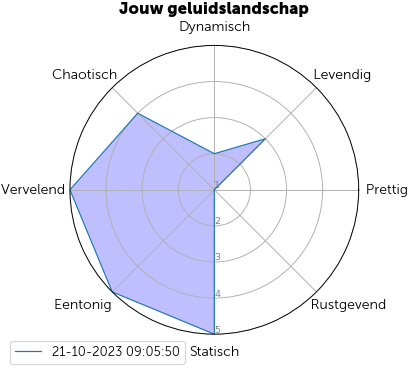 Jouw geluidslandschap
Dynamisch
Chaotisch
Levendig
Vervelend
1
Prettig
2
3
4
5
Eentonig
Rustgevend
Statisch
21-10-2023 09:05:50